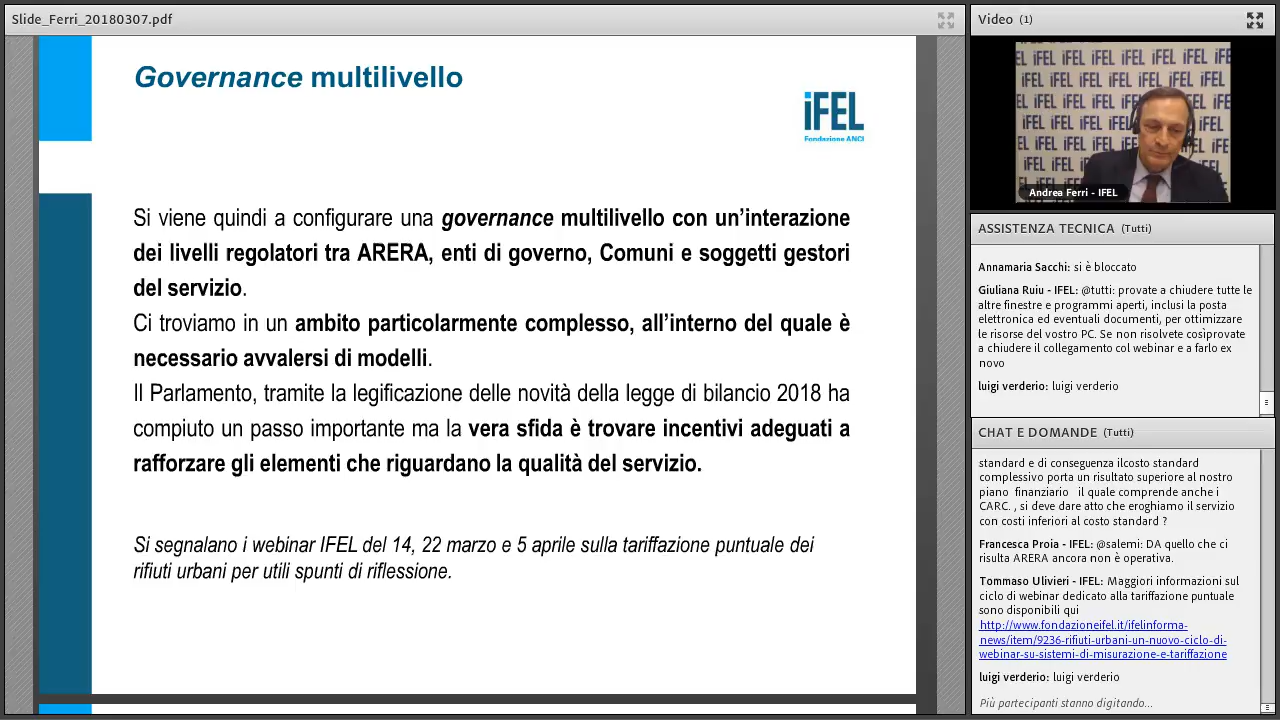 Slide_Ferri_20180307.pdf
Governance multilivello
iFEL
Fondazione ANCI
Si viene quindi a configurare una governance multilivello con un'interazione
dei livelli regolatori tra ARERA, enti di governo, Comuni e soggetti gestori
del servizio.
Ci troviamo in un ambito particolarmente complesso, all'interno del quale è
necessario avvalersi di modelli.
Il Parlamento, tramite la legificazione delle novità della legge di bilancio 2018 ha
compiuto un passo importante ma la vera sfida è trovare incentivi adeguati a
rafforzare gli elementi che riguardano la qualità del servizio.
Si segnalano i webinar IFEL del 14, 22 marzo e 5 aprile sulla tariffazione puntuale dei
rifiuti urbani per utili spunti di riflessione.
Video (1)
Andrea Ferri - IFEL
ASSISTENZA TECNICA (Tutti)
Annamaria Sacchi: si è bloccato
Giuliana Ruiu - IFEL: @tutti: provate a chiudere tutte le
altre finestre e programmi aperti, inclusi la posta
elettronica ed eventuali documenti, per ottimizzare
le risorse del vostro PC. Se non risolvete cosìprovate
a chiudere il collegamento col webinar e a farlo ex
novo
luigi verderio: luigi verderio
CHAT E DOMANDE (Tutti)
standard e di conseguenza ilcosto standard
complessivo porta un risultato superiore al nostro
piano finanziario il quale comprende anche i
CARC. , si deve dare atto che eroghiamo il servizio
con costi inferiori al costo standard ?
Francesca Proia - IFEL: @salemi: DA quello che ci
risulta ARERA ancora non è operativa.
Tommaso Ulivieri - IFEL: Maggiori informazioni sul
ciclo di webinar dedicato alla tariffazione puntuale
sono disponibili qui
http://www.fondazioneifel.it/ifelinforma-
news/item/9236-rifiuti-urbani-un-nuovo-ciclo-di-
webinar-su-sistemi-di-misurazione-e-tariffazione
luigi verderio: luigi verderio
Più partecipanti stanno digitando...